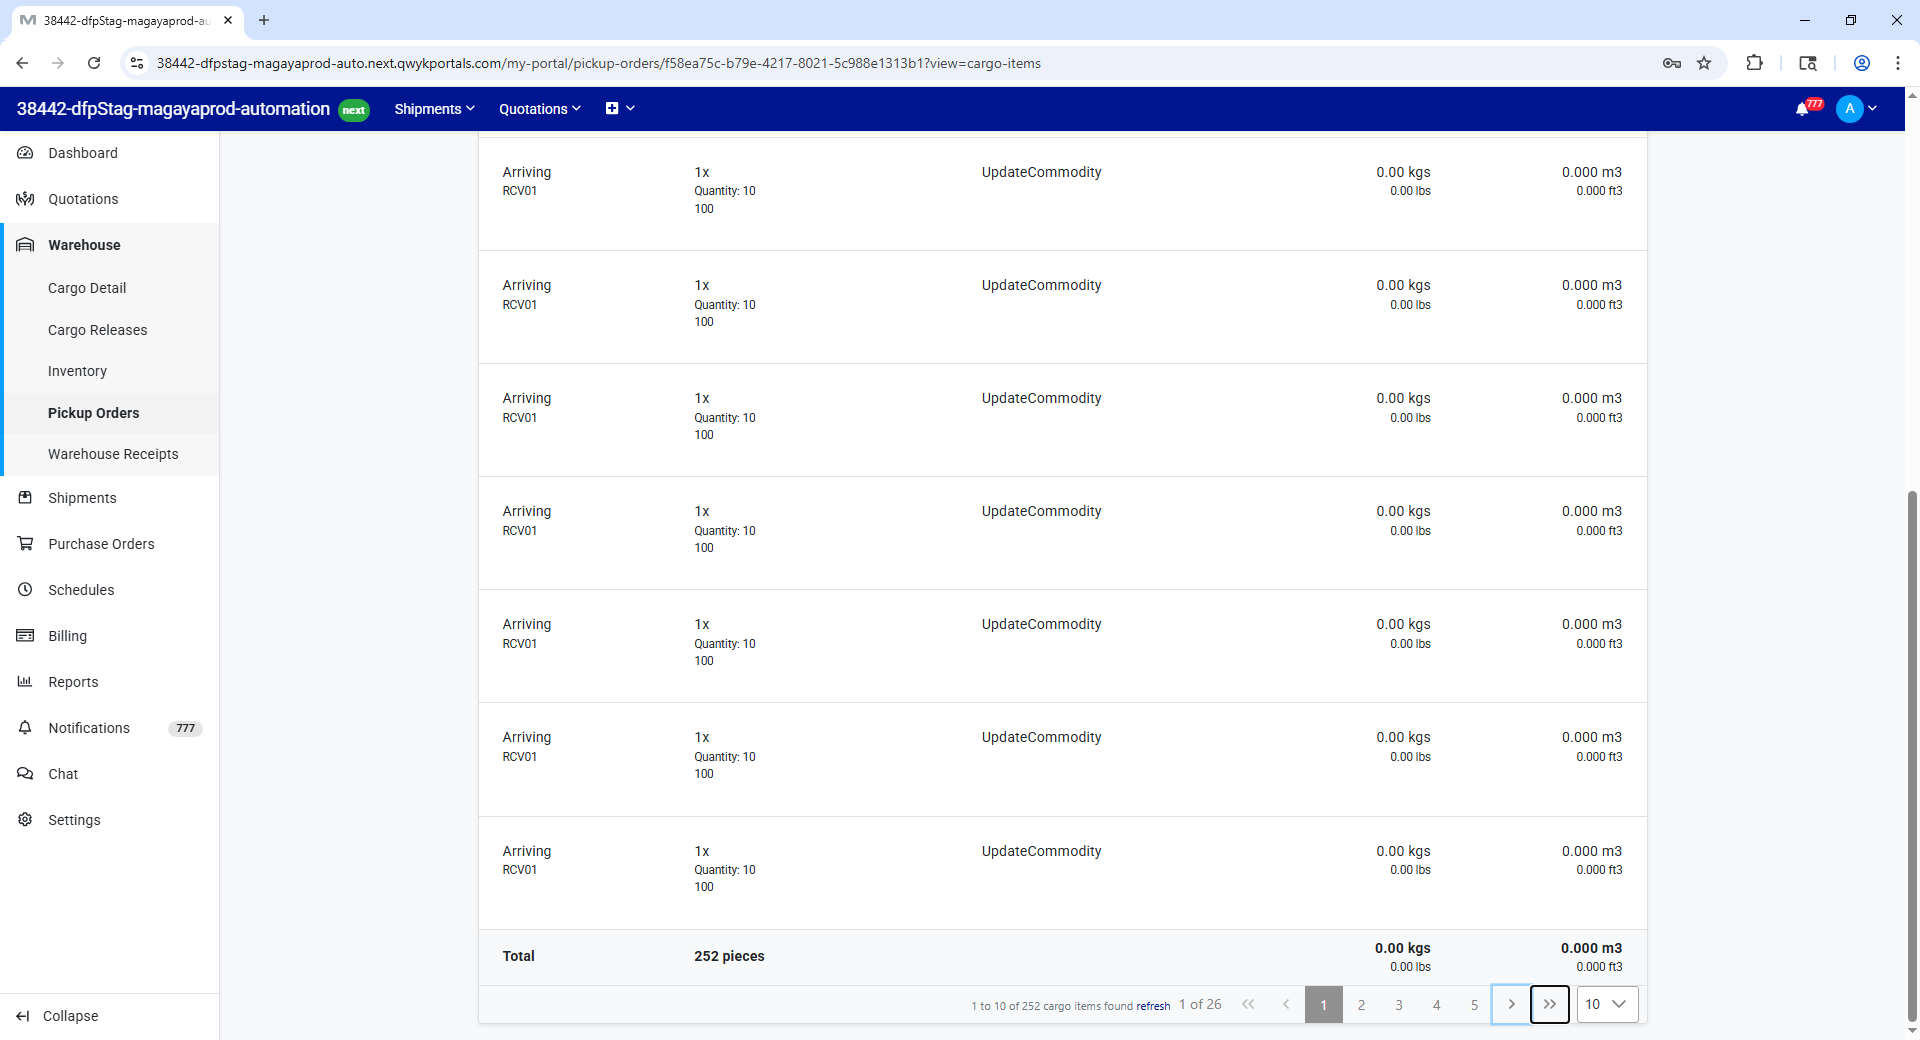 38442-dfpStag-magayaprod-au
38442-dfpstag-magayaprod-auto.next.qwykportals.com/my-portal/pickup-orders/f58ea75c-b79e-4217-8021-5c988e1313b1?view=cargo-items
38442-dfpStag-magayaprod-automation next Shipments Quotations 777 A
Dashboard
Quotations
Warehouse
Cargo Detail
Cargo Releases
Inventory
Pickup Orders
Warehouse Receipts
Shipments
Purchase Orders
Schedules
Billing
Reports
Notifications 777
Chat
Settings
Collapse
Arriving 1x UpdateCommodity 0.00 kgs 0.000 m3
RCV01 Quantity: 10 0.00 lbs 0.000 ft3
100
Arriving 1x UpdateCommodity 0.00 kgs 0.000 m3
RCV01 Quantity: 10 0.00 lbs 0.000 ft3
100
Arriving 1x UpdateCommodity 0.00 kgs 0.000 m3
RCV01 Quantity: 10 0.00 lbs 0.000 ft3
100
Arriving 1x UpdateCommodity 0.00 kgs 0.000 m3
RCV01 Quantity: 10 0.00 lbs 0.000 ft3
100
Arriving 1x UpdateCommodity 0.00 kgs 0.000 m3
RCV01 Quantity: 10 0.00 lbs 0.000 ft3
100
Arriving 1x UpdateCommodity 0.00 kgs 0.000 m3
RCV01 Quantity: 10 0.00 lbs 0.000 ft3
100
Arriving 1x UpdateCommodity 0.00 kgs 0.000 m3
RCV01 Quantity: 10 0.00 lbs 0.000 ft3
100
Total 252 pieces 0.00 kgs 0.000 m3
0.00 lbs 0.000 ft3
1 to 10 of 252 cargo items found refresh 1 of 26 1 2 3 4 5 10